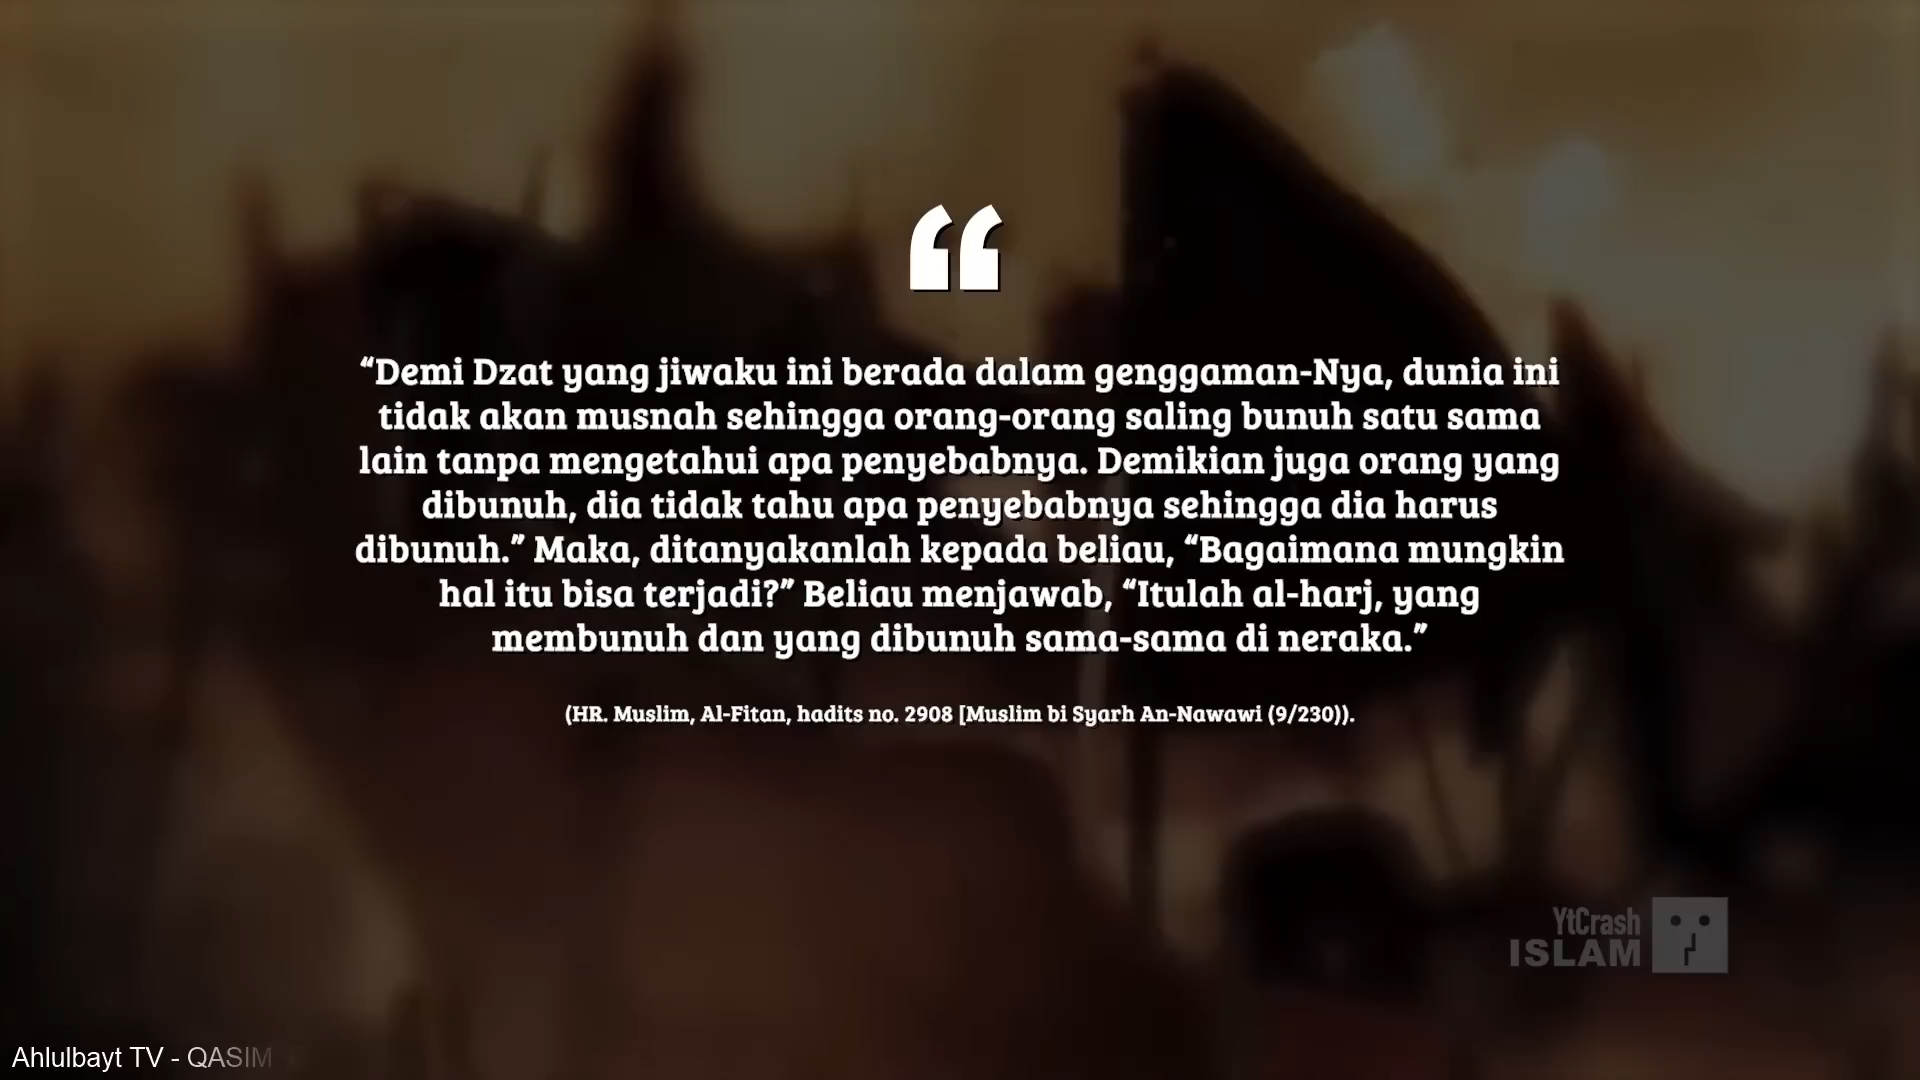 “
“Demi Dzat yang jiwaku ini berada dalam genggaman-Nya, dunia ini
tidak akan musnah sehingga orang-orang saling bunuh satu sama
lain tanpa mengetahui apa penyebabnya. Demikian juga orang yang
dibunuh, dia tidak tahu apa penyebabnya sehingga dia harus
dibunuh.” Maka, ditanyakanlah kepada beliau, “Bagaimana mungkin
hal itu bisa terjadi?” Beliau menjawab, “Itulah al-harj, yang
membunuh dan yang dibunuh sama-sama di neraka.”
(HR. Muslim, Al-Fitan, hadits no. 2908 [Muslim bi Syarh An-Nawawi (9/230)).
YtCrash
ISLAM
Ahlulbayt TV - QASIM